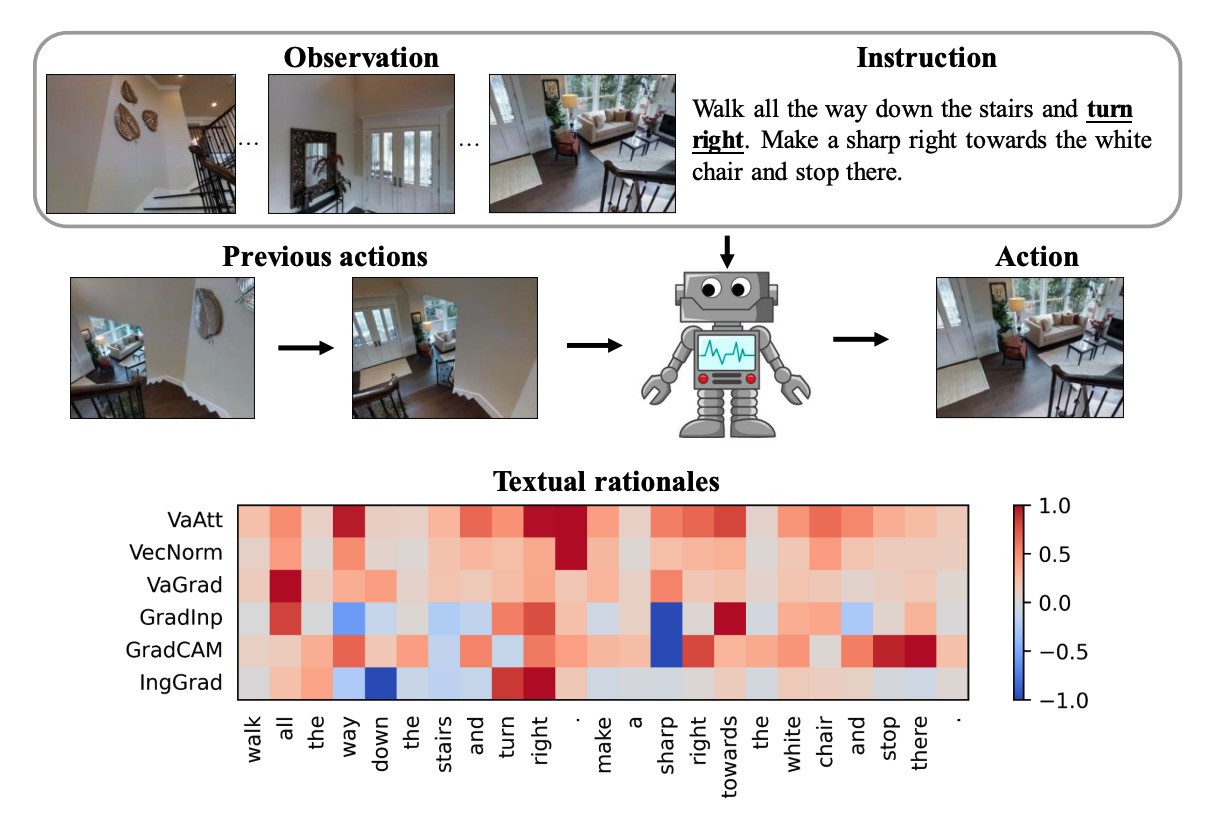 Observation
Instruction
Walk all the way down the stairs and turn
right. Make a sharp right towards the white
chair and stop there.
...
...
Previous actions
Action
Textual rationales
VaAtt
VecNorm
VaGrad
GradInp
GradCAM
IngGrad
1.0
0.5
0.0
−0.5
−1.0
walk
all
the
way
down
the
stairs
and
turn
right
.
make
a
sharp
right
towards
the
white
chair
and
stop
there
.